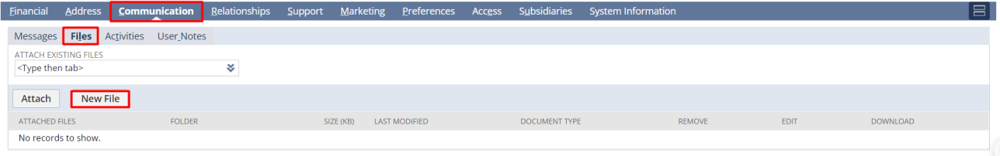 Financial Address Communication Relationships Support Marketing Preferences Access Subsidiaries System Information
Messages Files Activities User Notes
ATTACH EXISTING FILES
<Type then tab>
Attach New File
ATTACHED FILES FOLDER SIZE (KB) LAST MODIFIED DOCUMENT TYPE REMOVE EDIT DOWNLOAD
No records to show.